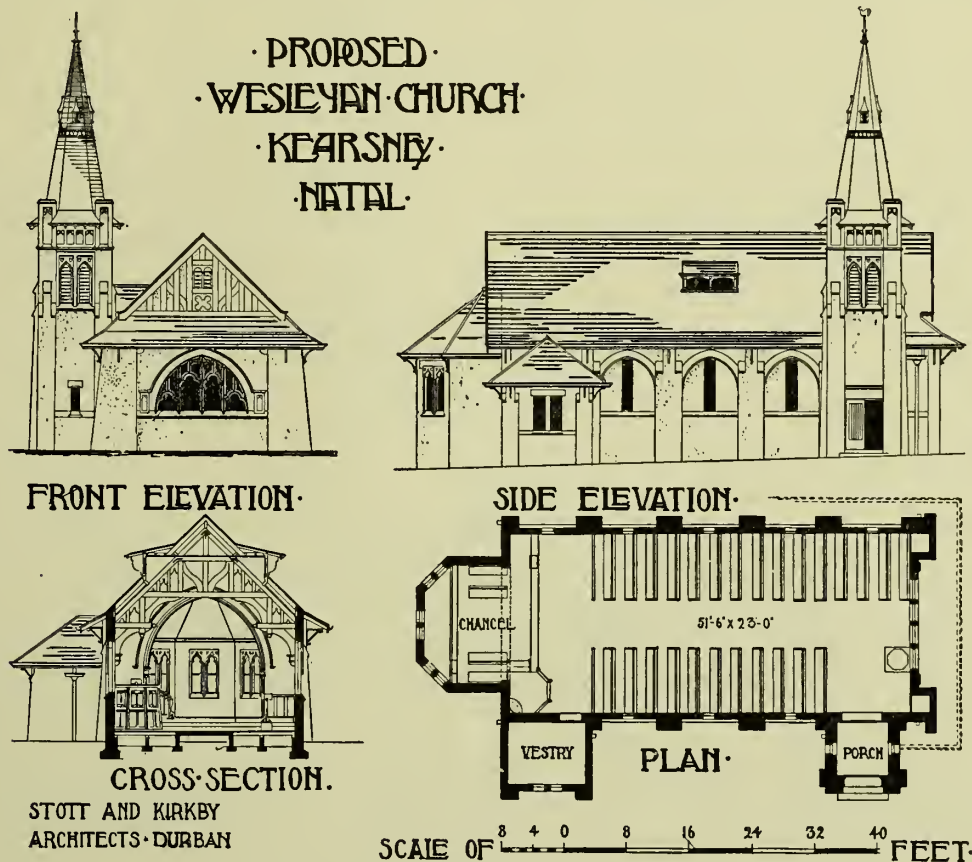 · PROPOSED ·
· WESLEYAN · CHURCH ·
· KEARSNEY ·
· NATAL ·
FRONT ELEVATION ·
SIDE ELEVATION ·
CHANCEL
51'-6" x 23'-0"
VESTRY
PLAN ·
PORCH
CROSS · SECTION.
STOTT AND KIRKBY
ARCHITECTS · DURBAN
SCALE OF 8 4 0 8 16 24 32 40 FEET ·